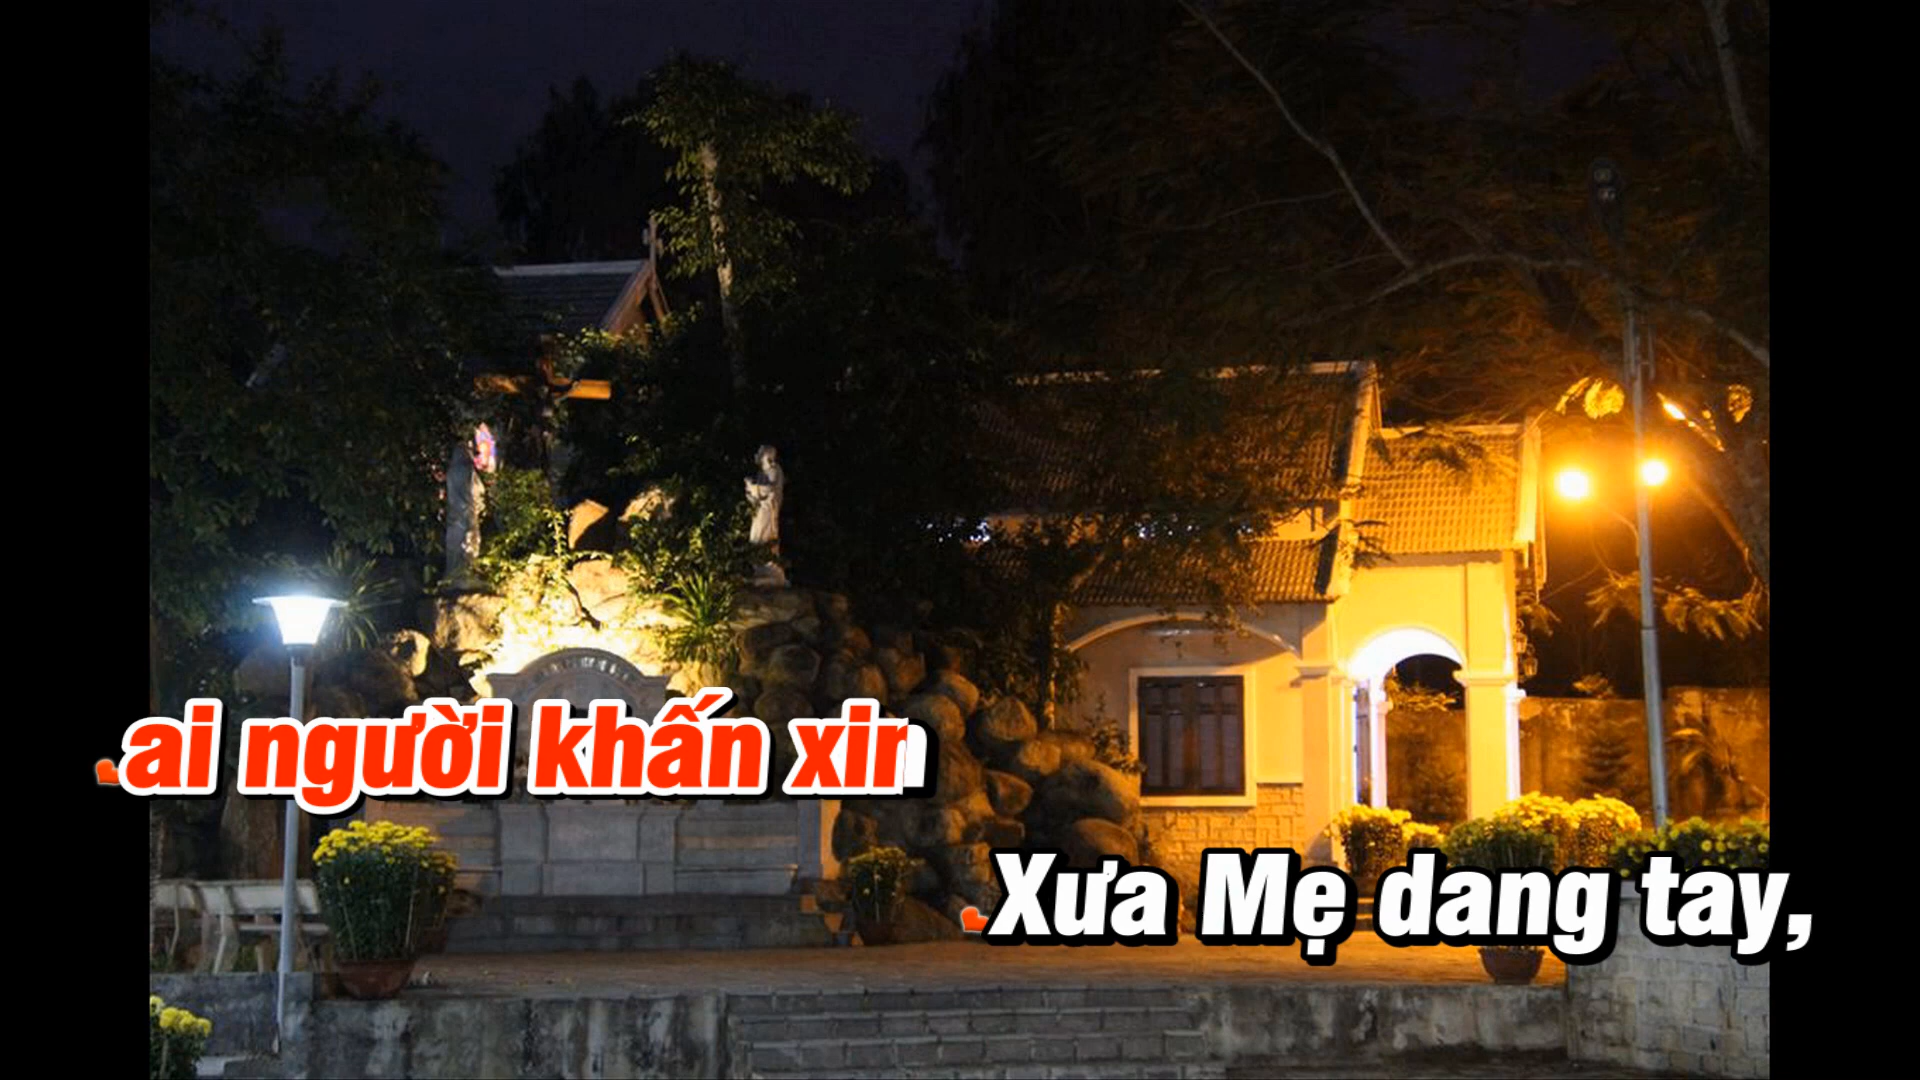 ai người khấn xin
Xưa Mẹ dang tay,